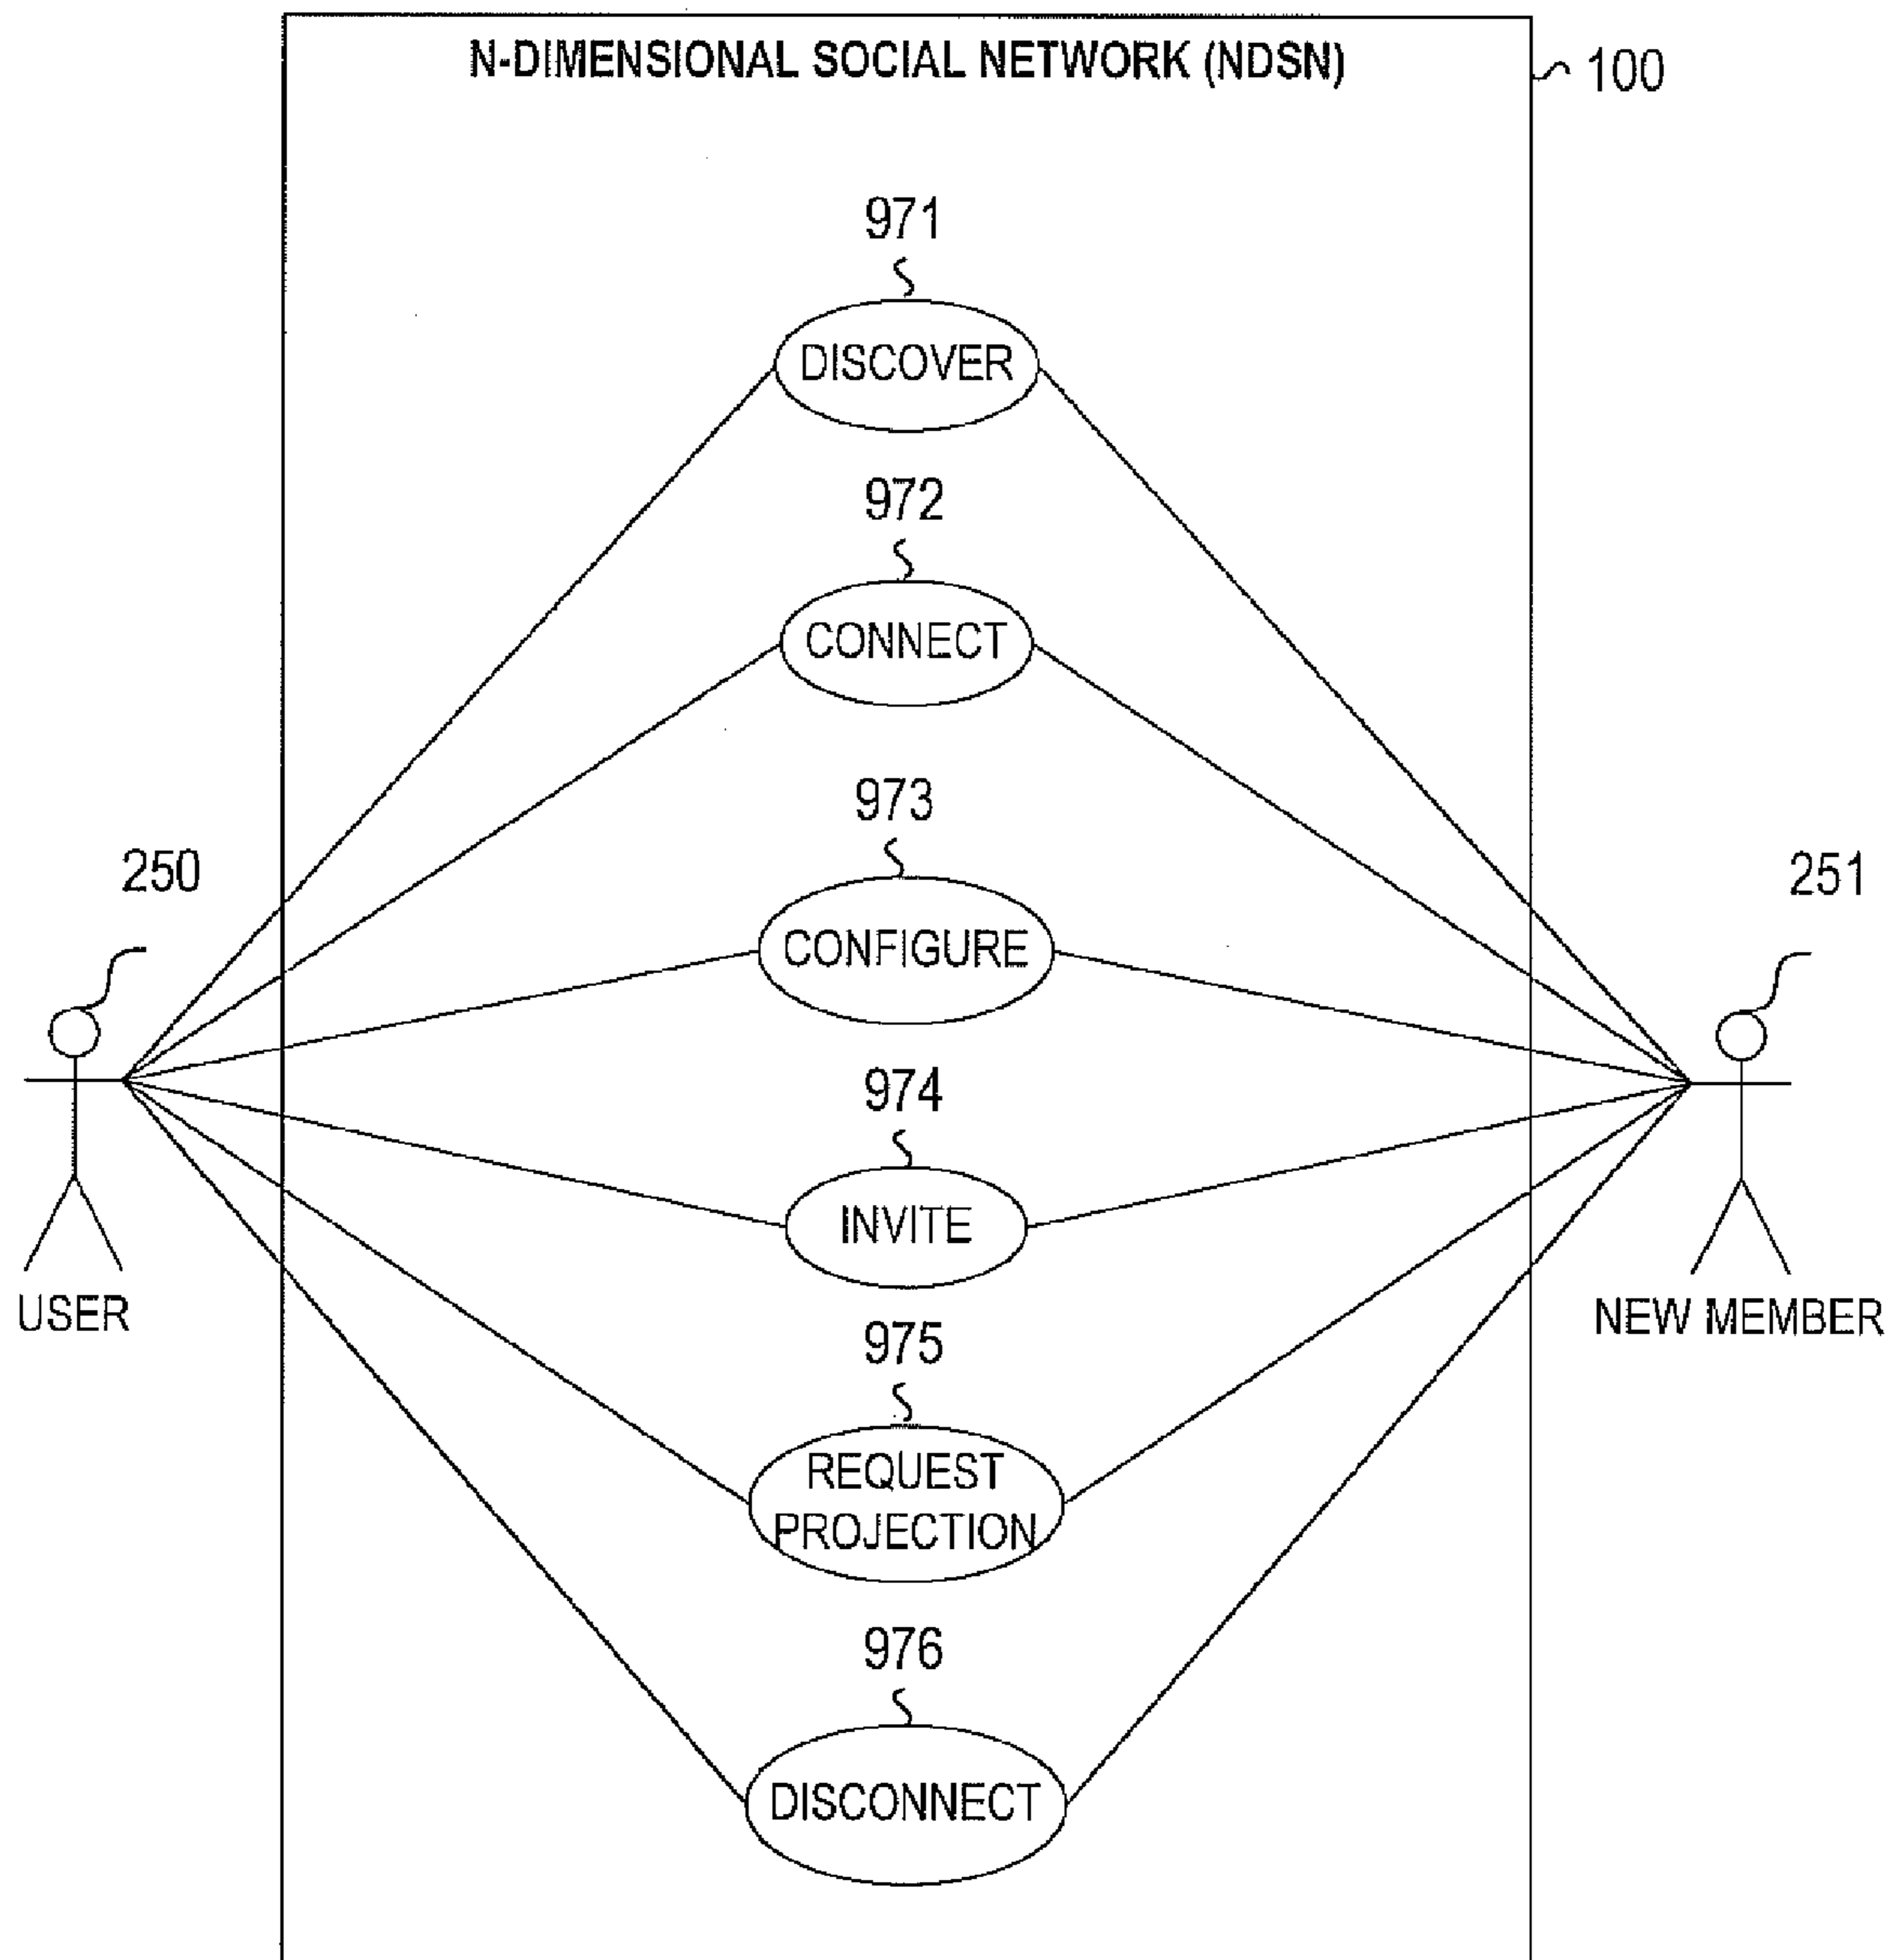 N-DIMENSIONAL SOCIAL NETWORK (NDSN)
100
971
DISCOVER
972
CONNECT
973
CONFIGURE
250
251
974
INVITE
USER
NEW MEMBER
975
REQUEST
PROJECTION
976
DISCONNECT